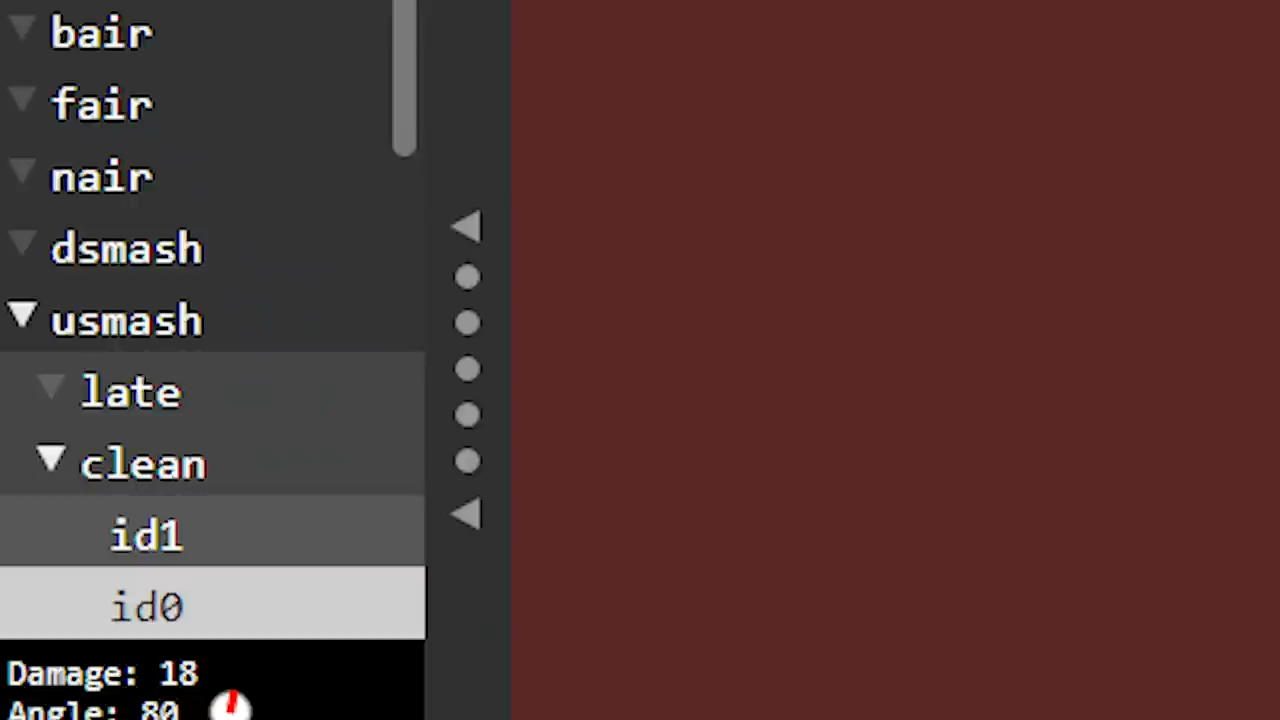 bair
fair
nair
dsmash
usmash
late
clean
id1
id0
Damage: 18
Angle: 80